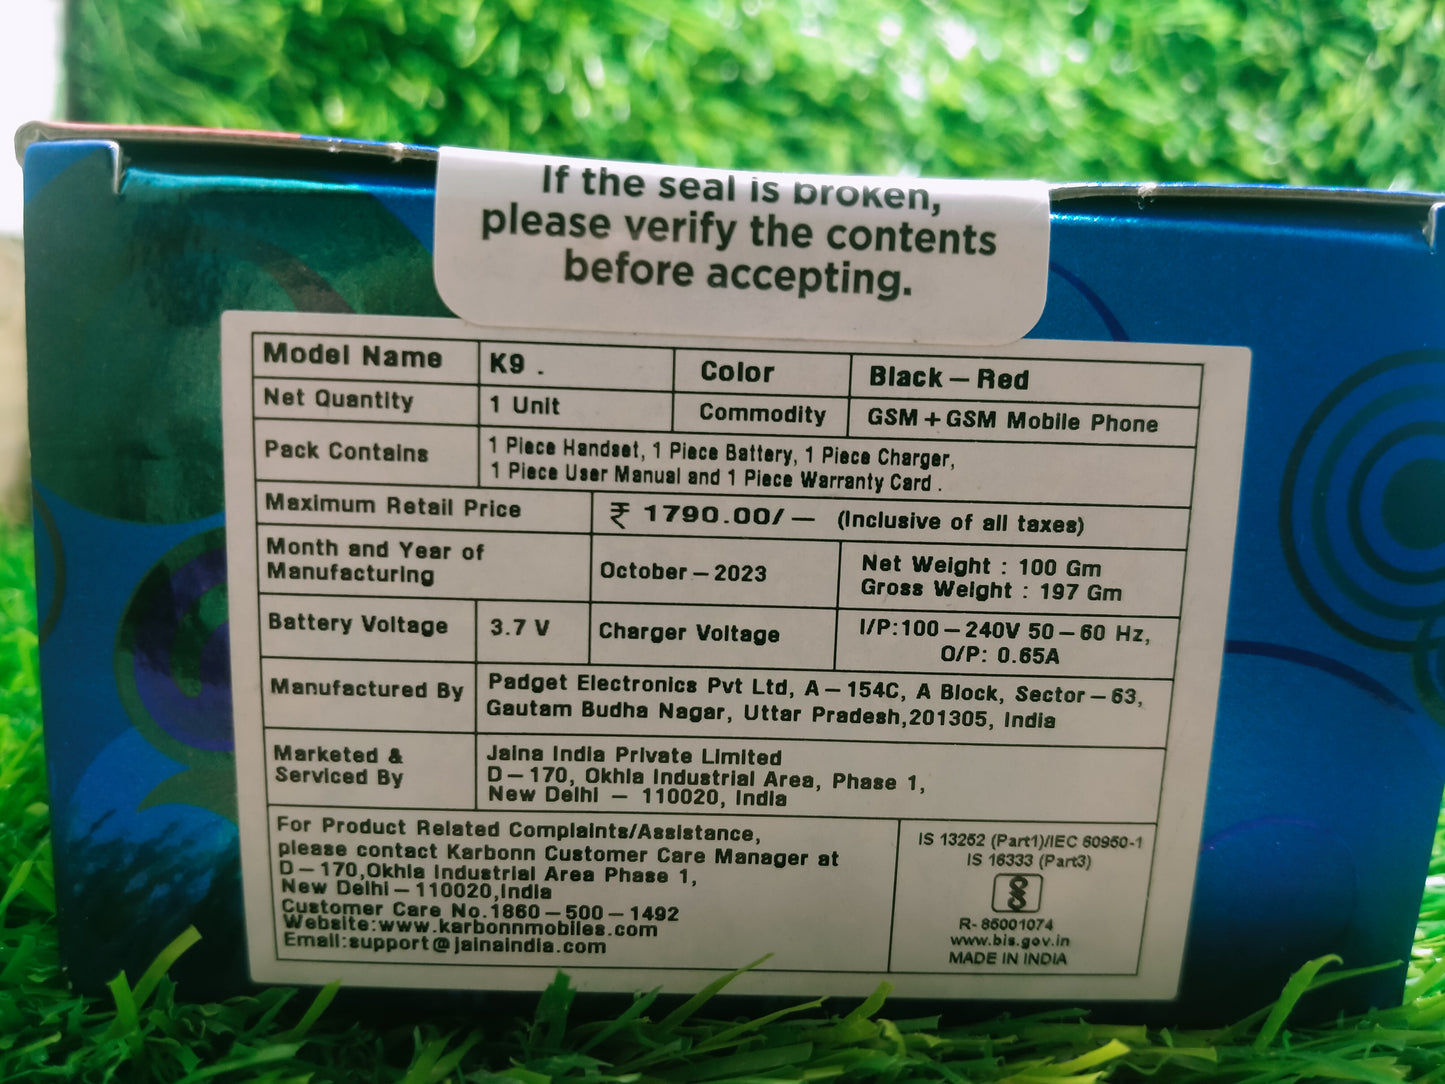 If the seal is broken,
please verify the contents
before accepting.
Model Name K9 . Color Black – Red
Net Quantity 1 Unit Commodity GSM + GSM Mobile Phone
Pack Contains 1 Piece Handset, 1 Piece Battery, 1 Piece Charger,
1 Piece User Manual and 1 Piece Warranty Card .
Maximum Retail Price ₹ 1790.00/ – (Inclusive of all taxes)
Month and Year of
Manufacturing
October – 2023
Net Weight : 100 Gm
Gross Weight : 197 Gm
Battery Voltage 3.7 V Charger Voltage
I/P:100 – 240V 50 – 60 Hz,
O/P: 0.65A
Manufactured By
Padget Electronics Pvt Ltd, A – 154C, A Block, Sector – 63,
Gautam Budha Nagar, Uttar Pradesh,201305, India
Marketed &
Serviced By
Jaina India Private Limited
D – 170, Okhla Industrial Area, Phase 1,
New Delhi – 110020, India
For Product Related Complaints/Assistance,
please contact Karbonn Customer Care Manager at
D – 170,Okhla Industrial Area Phase 1,
New Delhi – 110020,India
Customer Care No.1860 – 500 – 1492
Website:www.karbonnmobiles.com
Email:support@jainaindia.com
IS 13252 (Part1)/IEC 60950-1
IS 16333 (Part3)
R- 85001074
www.bis.gov.in
MADE IN INDIA